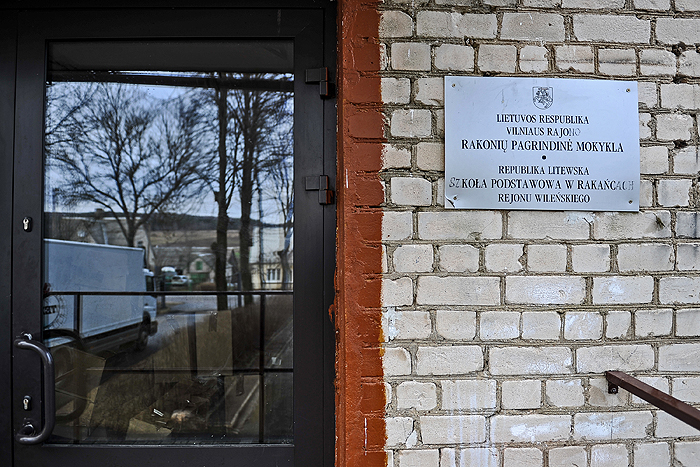 LIETUVOS RESPUBLIKA
VILNIAUS RAJONO
RAKONIŲ PAGRINDINĖ MOKYKLA
REPUBLIKA LITEWSKA
SZKOŁA PODSTAWOWA W RAKAŃCACH
REJONU WILEŃSKIEGO